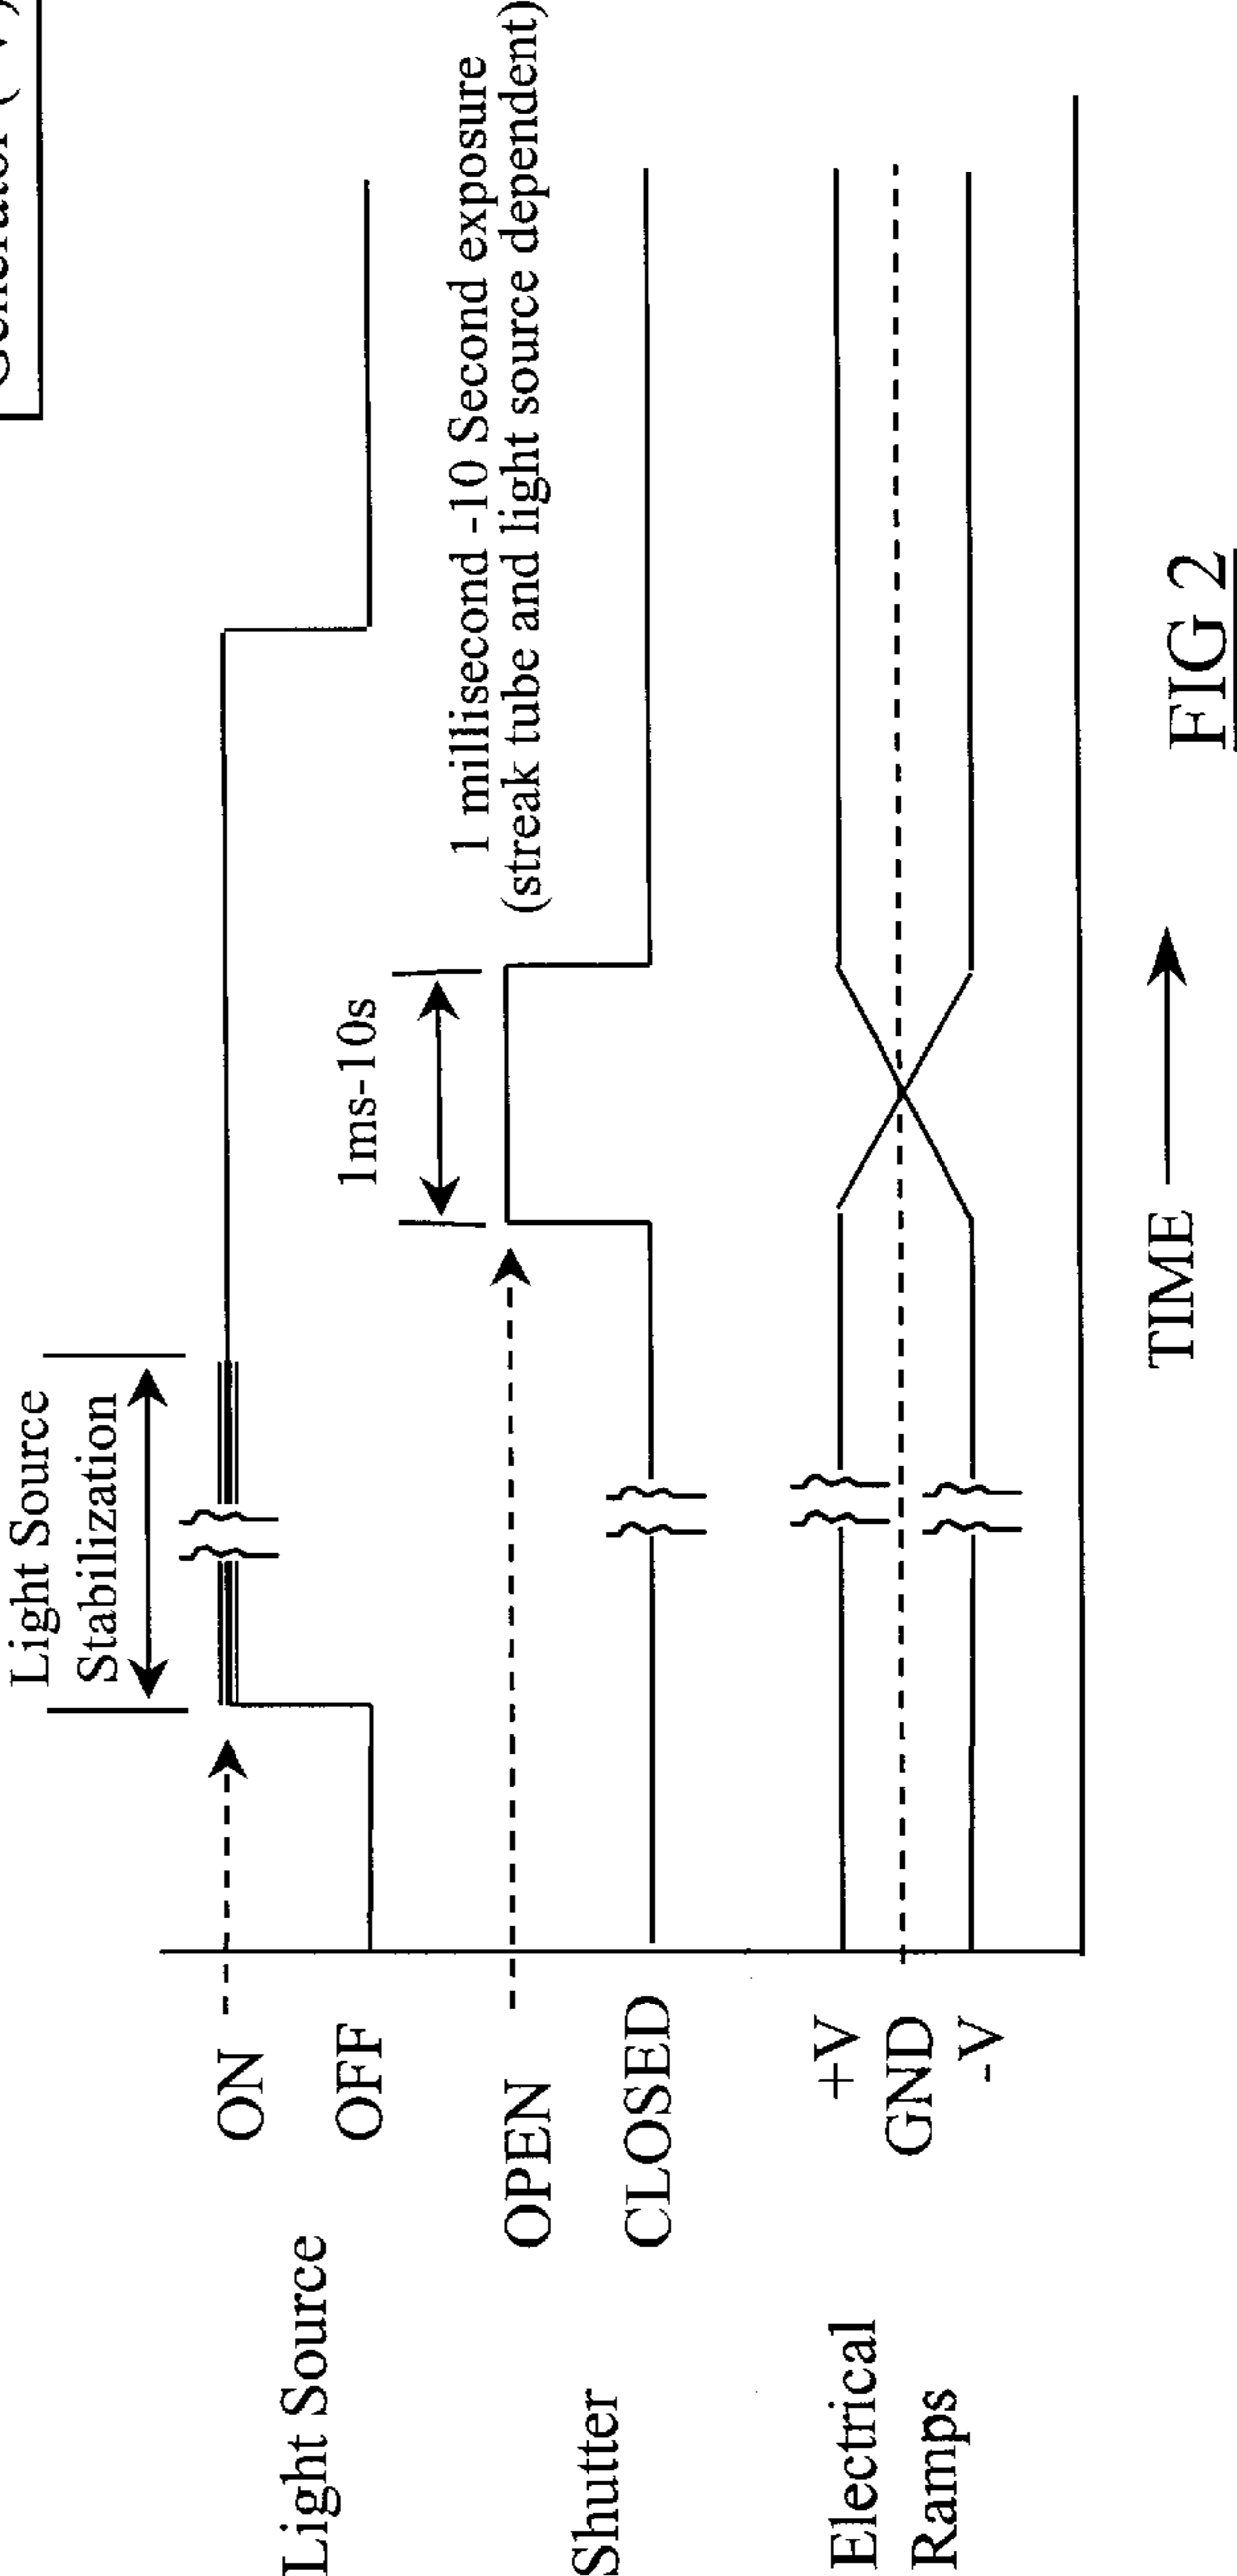 Light Source
Stabilization
Light Source
ON
OFF
1ms-10s
1 millisecond -10 Second exposure
(streak tube and light source dependent)
Shutter
OPEN
CLOSED
Electrical
Ramps
+V
GND
-V
TIME
FIG 2